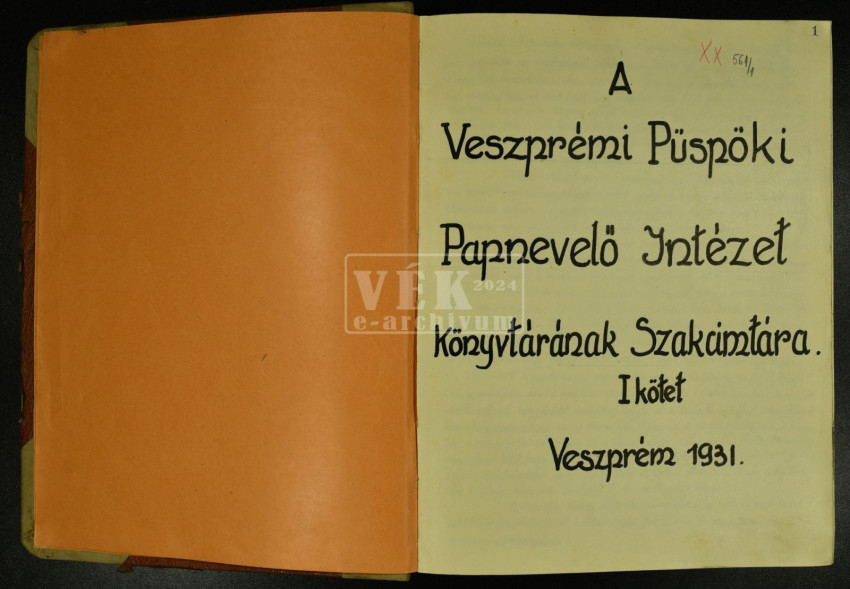 1
XX 561/1
A
Veszprémi Püspöki
Papnevelő Intézet
VÉK 2024
e-archivum
Könyvtárának Szakcímtára.
I kötet
Veszprém 1931.